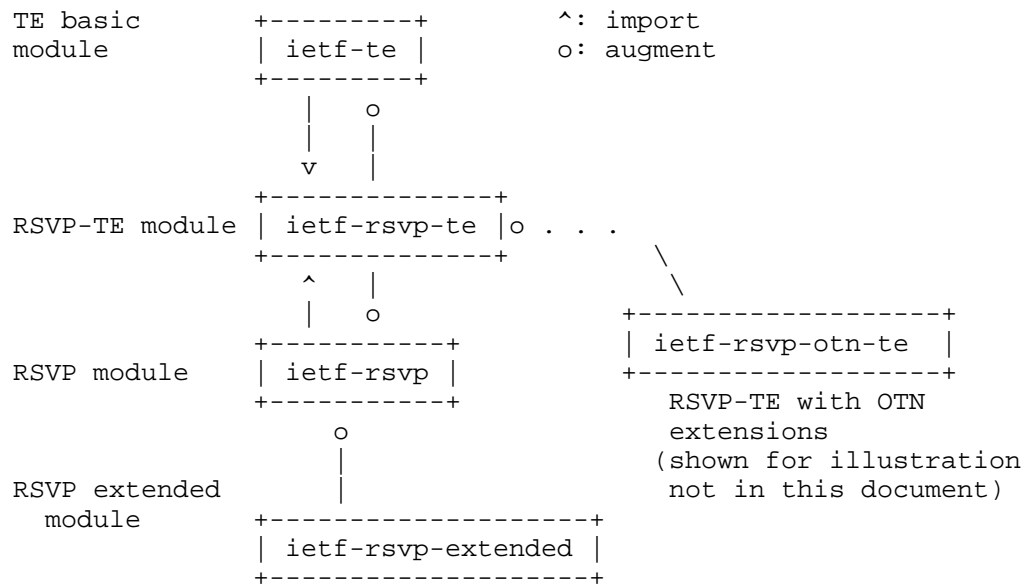 TE basic        +---------+         ^: import
module          | ietf-te |         o: augment
                +---------+
                   |   o
                   |   |
                   v   |
                +--------------+
RSVP-TE module  | ietf-rsvp-te |o . . .
                +--------------+         \
                   ^   |                  \
                   |   o               +-------------------+
                +-----------+          | ietf-rsvp-otn-te  |
RSVP module     | ietf-rsvp |          +-------------------+
                +-----------+             RSVP-TE with OTN
                     o                    extensions
                     |                   (shown for illustration
RSVP extended        |                    not in this document)
  module        +--------------------+
                | ietf-rsvp-extended |
                +--------------------+